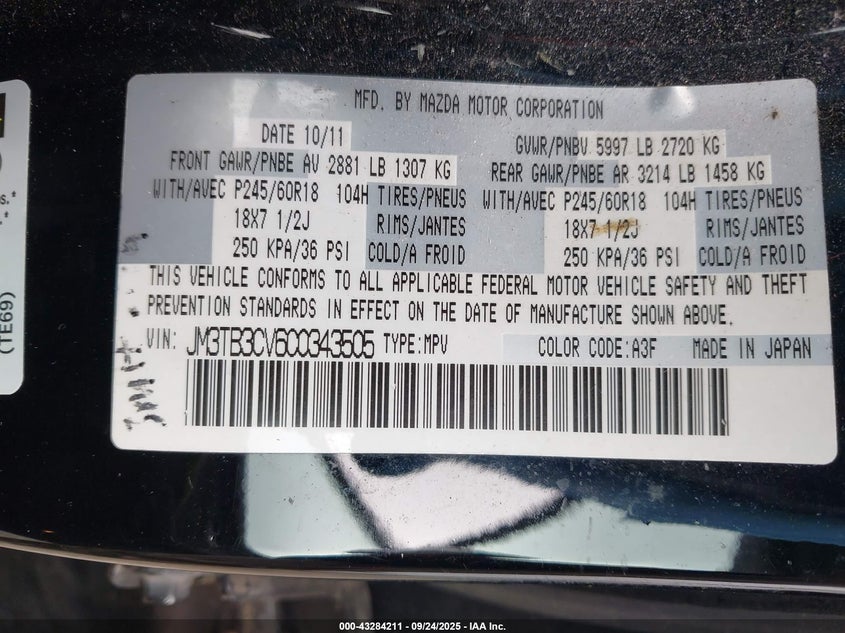 MFD. BY MAZDA MOTOR CORPORATION
DATE 10/11 GVWR/PNBV 5997 LB 2720 KG
FRONT GAWR/PNBE AV 2881 LB 1307 KG REAR GAWR/PNBE AR 3214 LB 1458 KG
WITH/AVEC P245/60R18 104H TIRES/PNEUS WITH/AVEC P245/60R18 104H TIRES/PNEUS
18X7 1/2J RIMS/JANTES 18X7 1/2J RIMS/JANTES
250 KPA/36 PSI COLD/A FROID 250 KPA/36 PSI COLD/A FROID
THIS VEHICLE CONFORMS TO ALL APPLICABLE FEDERAL MOTOR VEHICLE SAFETY AND THEFT
PREVENTION STANDARDS IN EFFECT ON THE DATE OF MANUFACTURE SHOWN ABOVE.
VIN: JM3TB3CV6C0343505 TYPE:MPV COLOR CODE:A3F MADE IN JAPAN
(TE69)
000-43284211 - 09/24/2025 - IAA Inc.